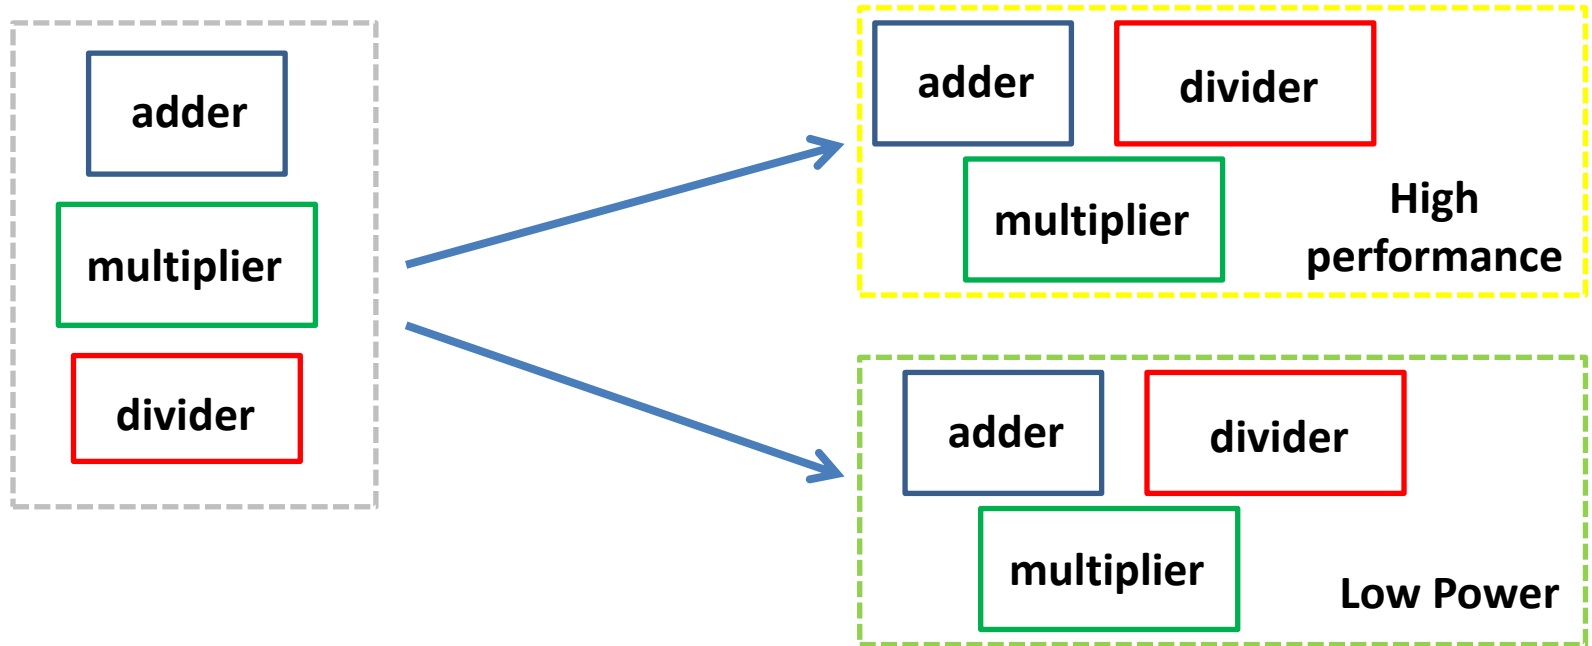 adder
multiplier
divider
adder
divider
multiplier
High
performance
adder
divider
multiplier
Low Power